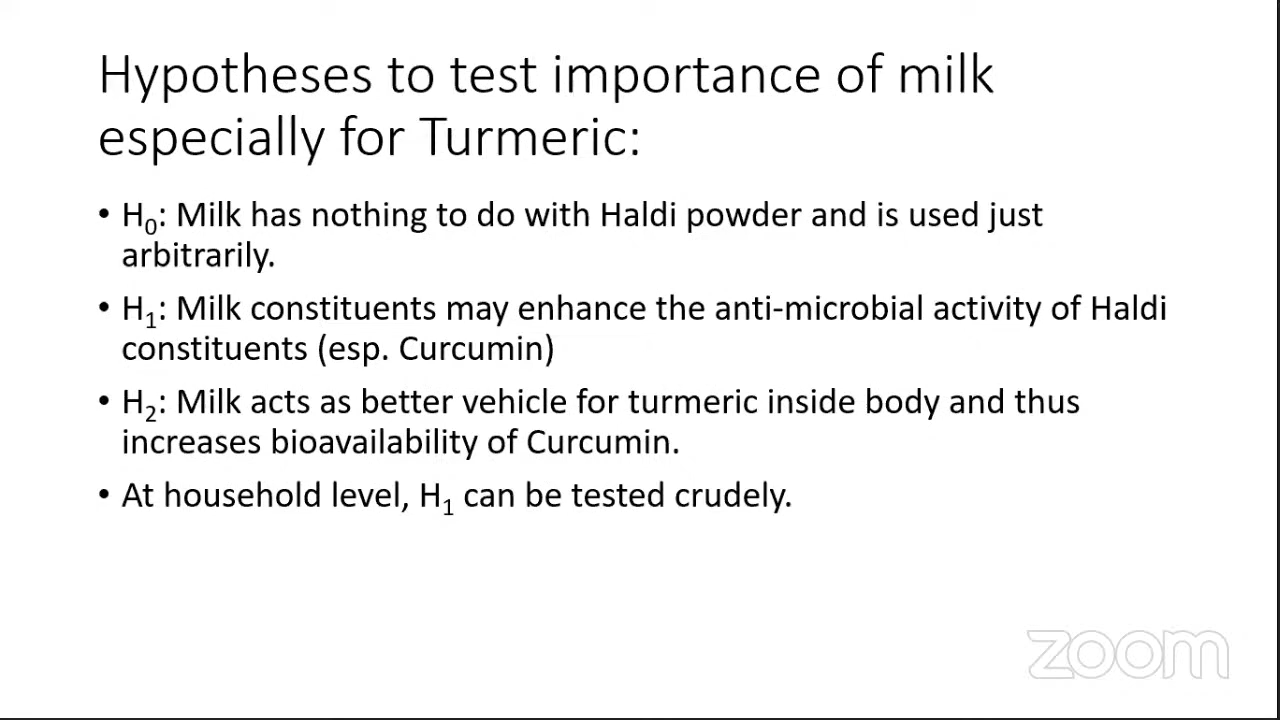 Hypotheses to test importance of milk
especially for Turmeric:
• H₀: Milk has nothing to do with Haldi powder and is used just
arbitrarily.
• H₁: Milk constituents may enhance the anti-microbial activity of Haldi
constituents (esp. Curcumin)
• H₂: Milk acts as better vehicle for turmeric inside body and thus
increases bioavailability of Curcumin.
• At household level, H₁ can be tested crudely.
zoom